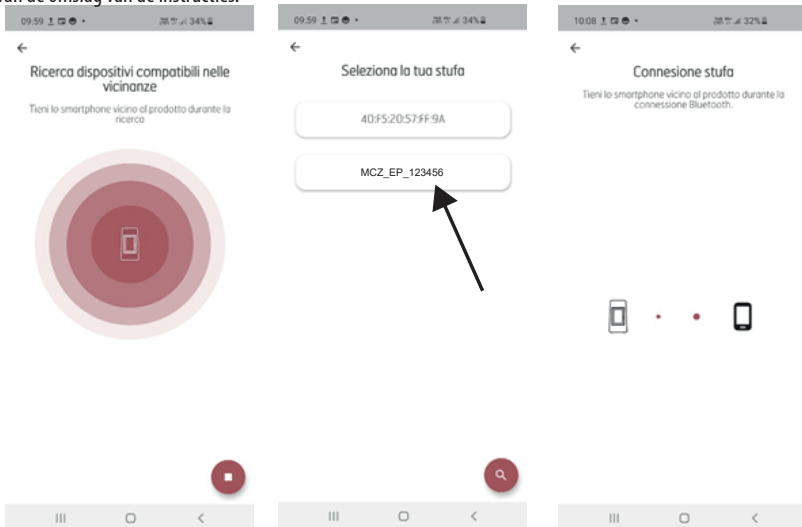 van de omslag van de instructies.
09:59
34%
Ricerca dispositivi compatibili nelle
vicinanze
Tieni lo smartphone vicino al prodotto durante la
ricerca
09:59
34%
Seleziona la tua stufa
40:F5:20:57:FF:9A
MCZ_EP_123456
10:08
32%
Connesione stufa
Tieni lo smartphone vicino al prodotto durante la
connessione Bluetooth.